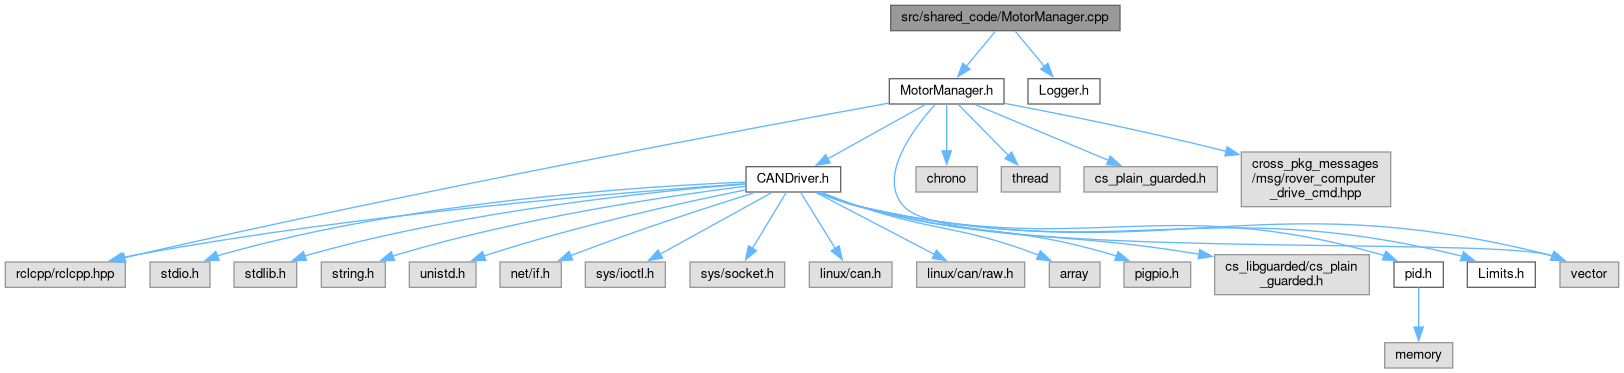 src/shared_code/MotorManager.cpp
MotorManager.h
Logger.h
CANDriver.h
chrono
thread
cs_plain_guarded.h
cross_pkg_messages
/msg/rover_computer
_drive_cmd.hpp
rclcpp/rclcpp.hpp
stdio.h
stdlib.h
string.h
unistd.h
net/if.h
sys/ioctl.h
sys/socket.h
linux/can.h
linux/can/raw.h
array
pigpio.h
cs_libguarded/cs_plain
_guarded.h
pid.h
Limits.h
vector
memory